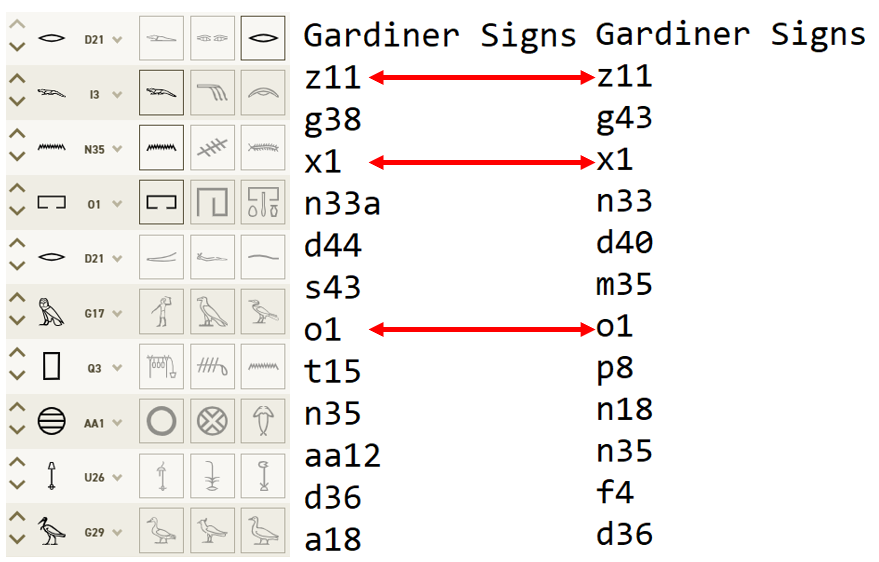 D21
I3
N35
O1
D21
G17
Q3
AA1
U26
G29
Gardiner Signs
z11
g38
x1
n33a
d44
s43
o1
t15
n35
aa12
d36
a18
Gardiner Signs
z11
g43
x1
n33
d40
m35
o1
p8
n18
n35
f4
d36